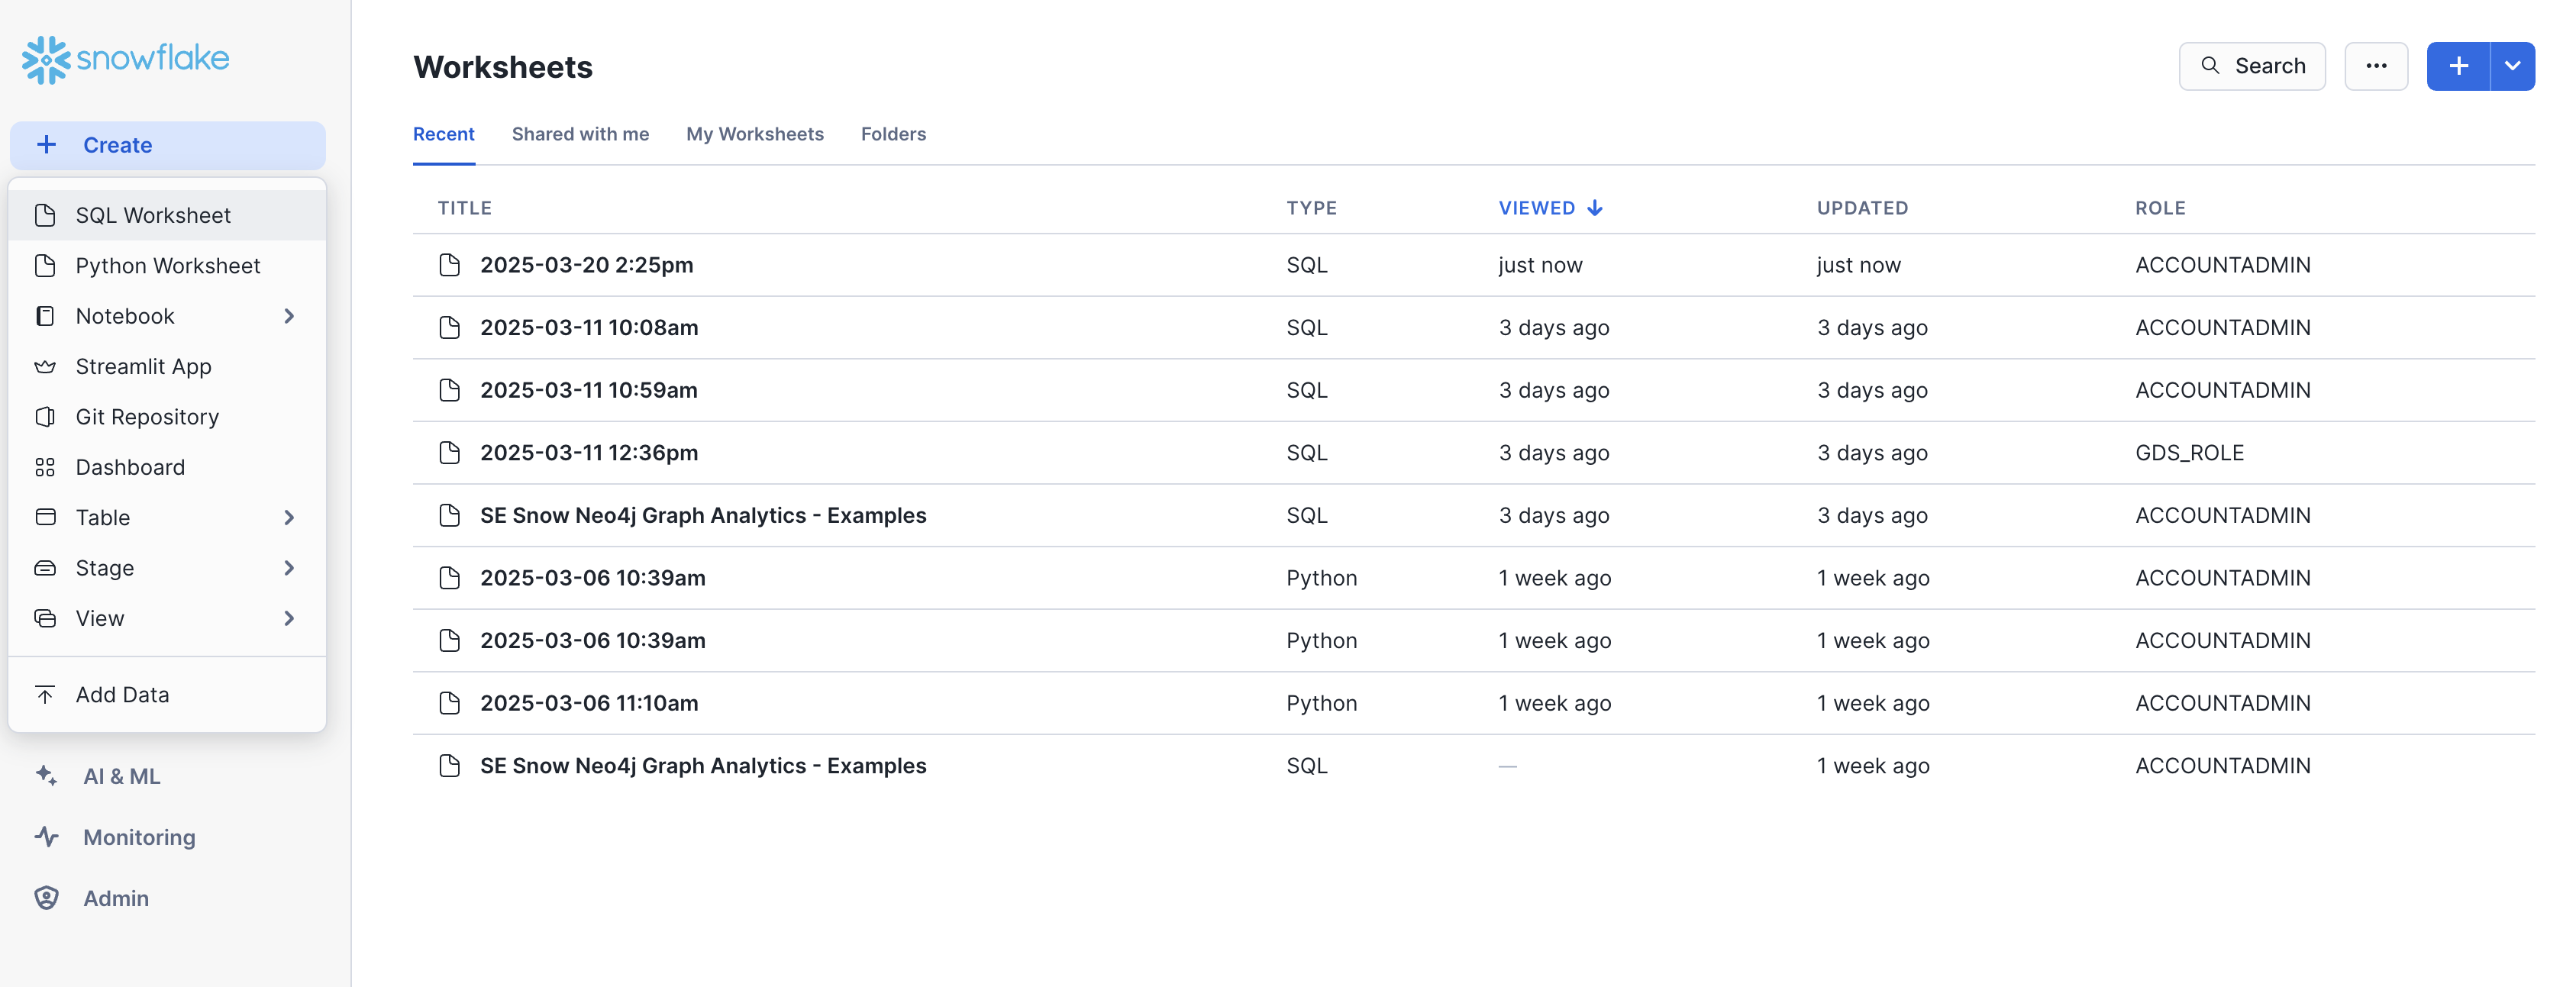 snowflake
Create
SQL Worksheet
Python Worksheet
Notebook
Streamlit App
Git Repository
Dashboard
Table
Stage
View
Add Data
AI & ML
Monitoring
Admin
Worksheets
Search
Recent Shared with me My Worksheets Folders
TITLE TYPE VIEWED UPDATED ROLE
2025-03-20 2:25pm SQL just now just now ACCOUNTADMIN
2025-03-11 10:08am SQL 3 days ago 3 days ago ACCOUNTADMIN
2025-03-11 10:59am SQL 3 days ago 3 days ago ACCOUNTADMIN
2025-03-11 12:36pm SQL 3 days ago 3 days ago GDS_ROLE
SE Snow Neo4j Graph Analytics - Examples SQL 3 days ago 3 days ago ACCOUNTADMIN
2025-03-06 10:39am Python 1 week ago 1 week ago ACCOUNTADMIN
2025-03-06 10:39am Python 1 week ago 1 week ago ACCOUNTADMIN
2025-03-06 11:10am Python 1 week ago 1 week ago ACCOUNTADMIN
SE Snow Neo4j Graph Analytics - Examples SQL — 1 week ago ACCOUNTADMIN